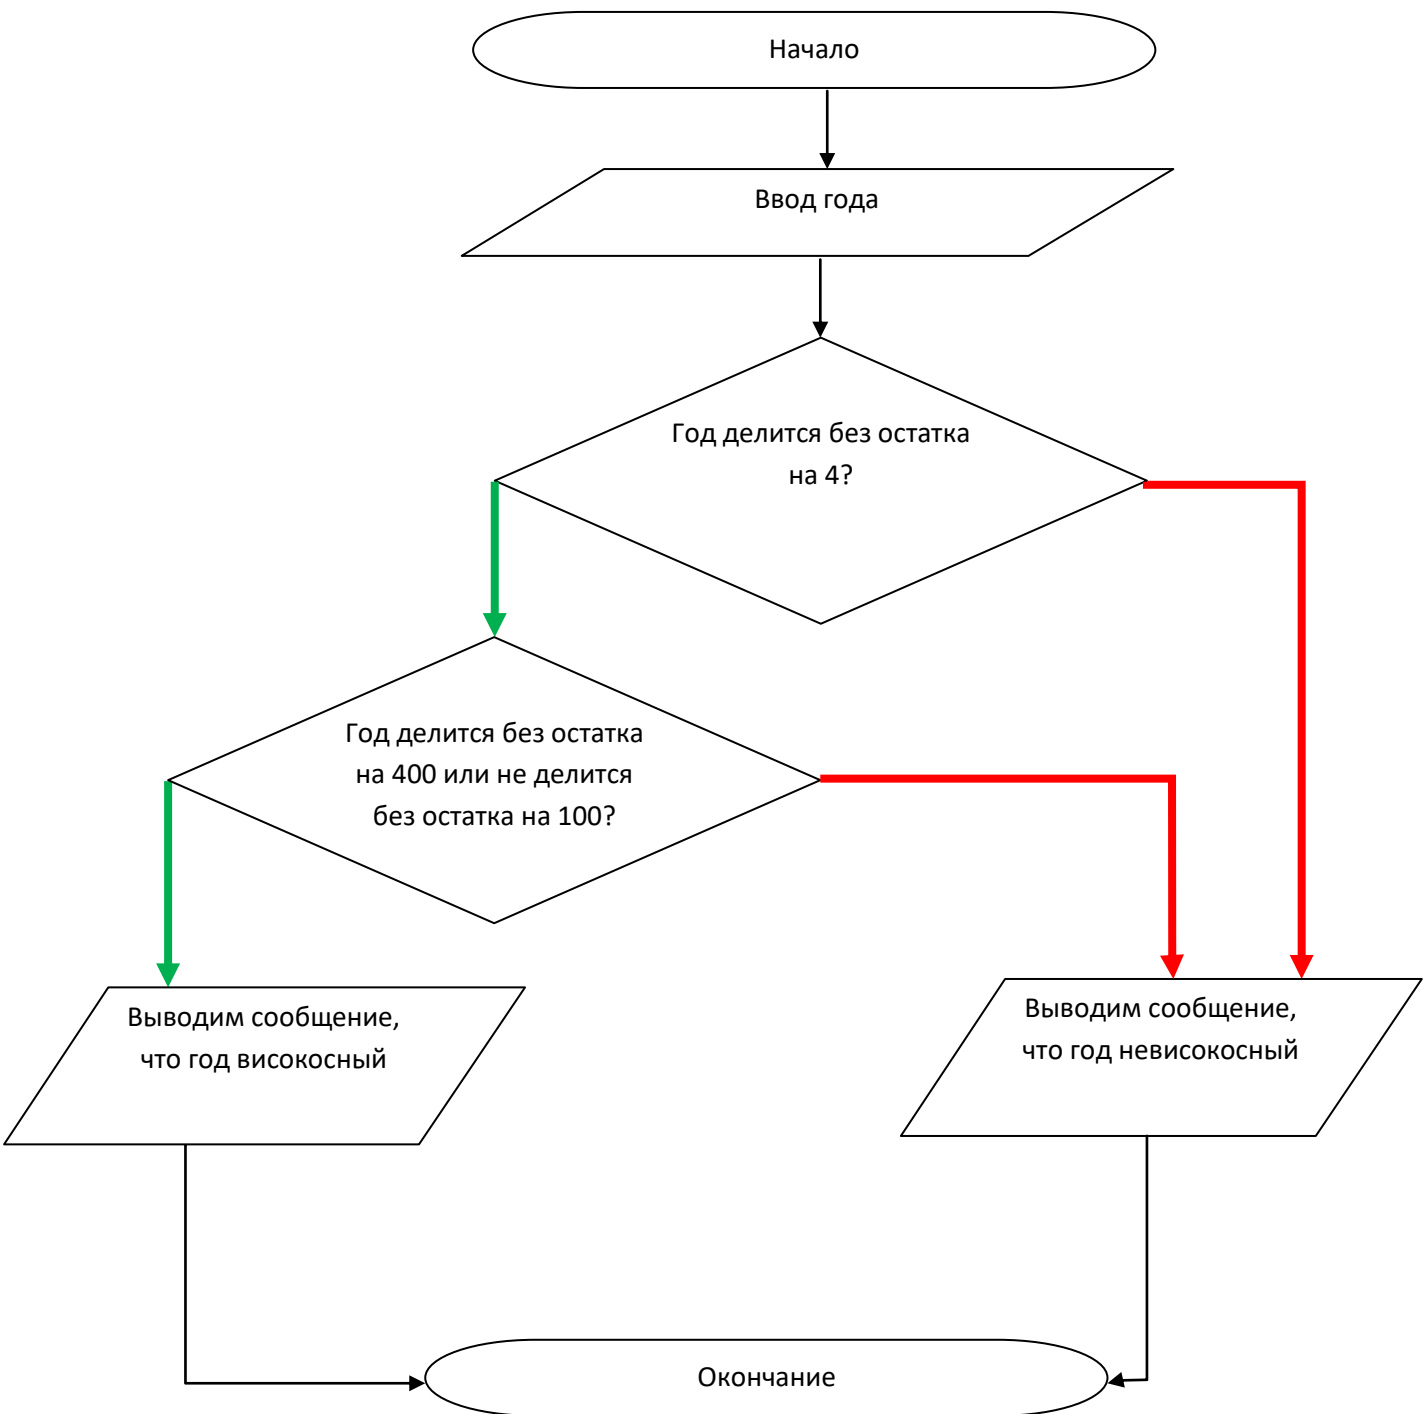 Начало
Ввод года
Год делится без остатка
на 4?
Год делится без остатка
на 400 или не делится
без остатка на 100?
Выводим сообщение,
что год високосный
Выводим сообщение,
что год невисокосный
Окончание